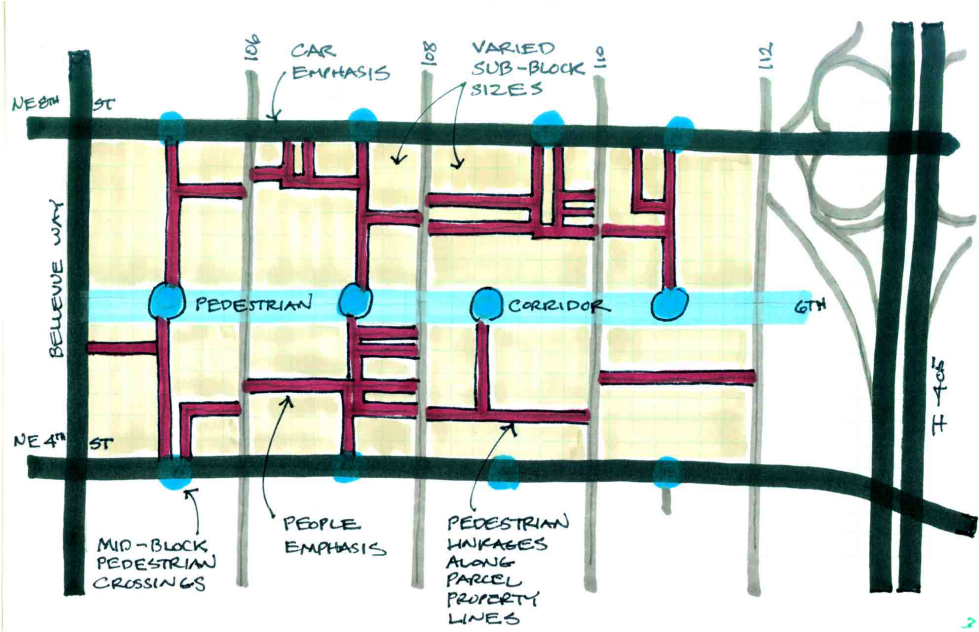 106
CAR
EMPHASIS
108
VARIED
SUB-BLOCK
SIZES
110
112
NE 8TH ST
BELLEVUE WAY
PEDESTRIAN CORRIDOR
6TH
I-405
NE 4TH ST
MID-BLOCK
PEDESTRIAN
CROSSINGS
PEOPLE
EMPHASIS
PEDESTRIAN
LINKAGES
ALONG
PARCEL
PROPERTY
LINES